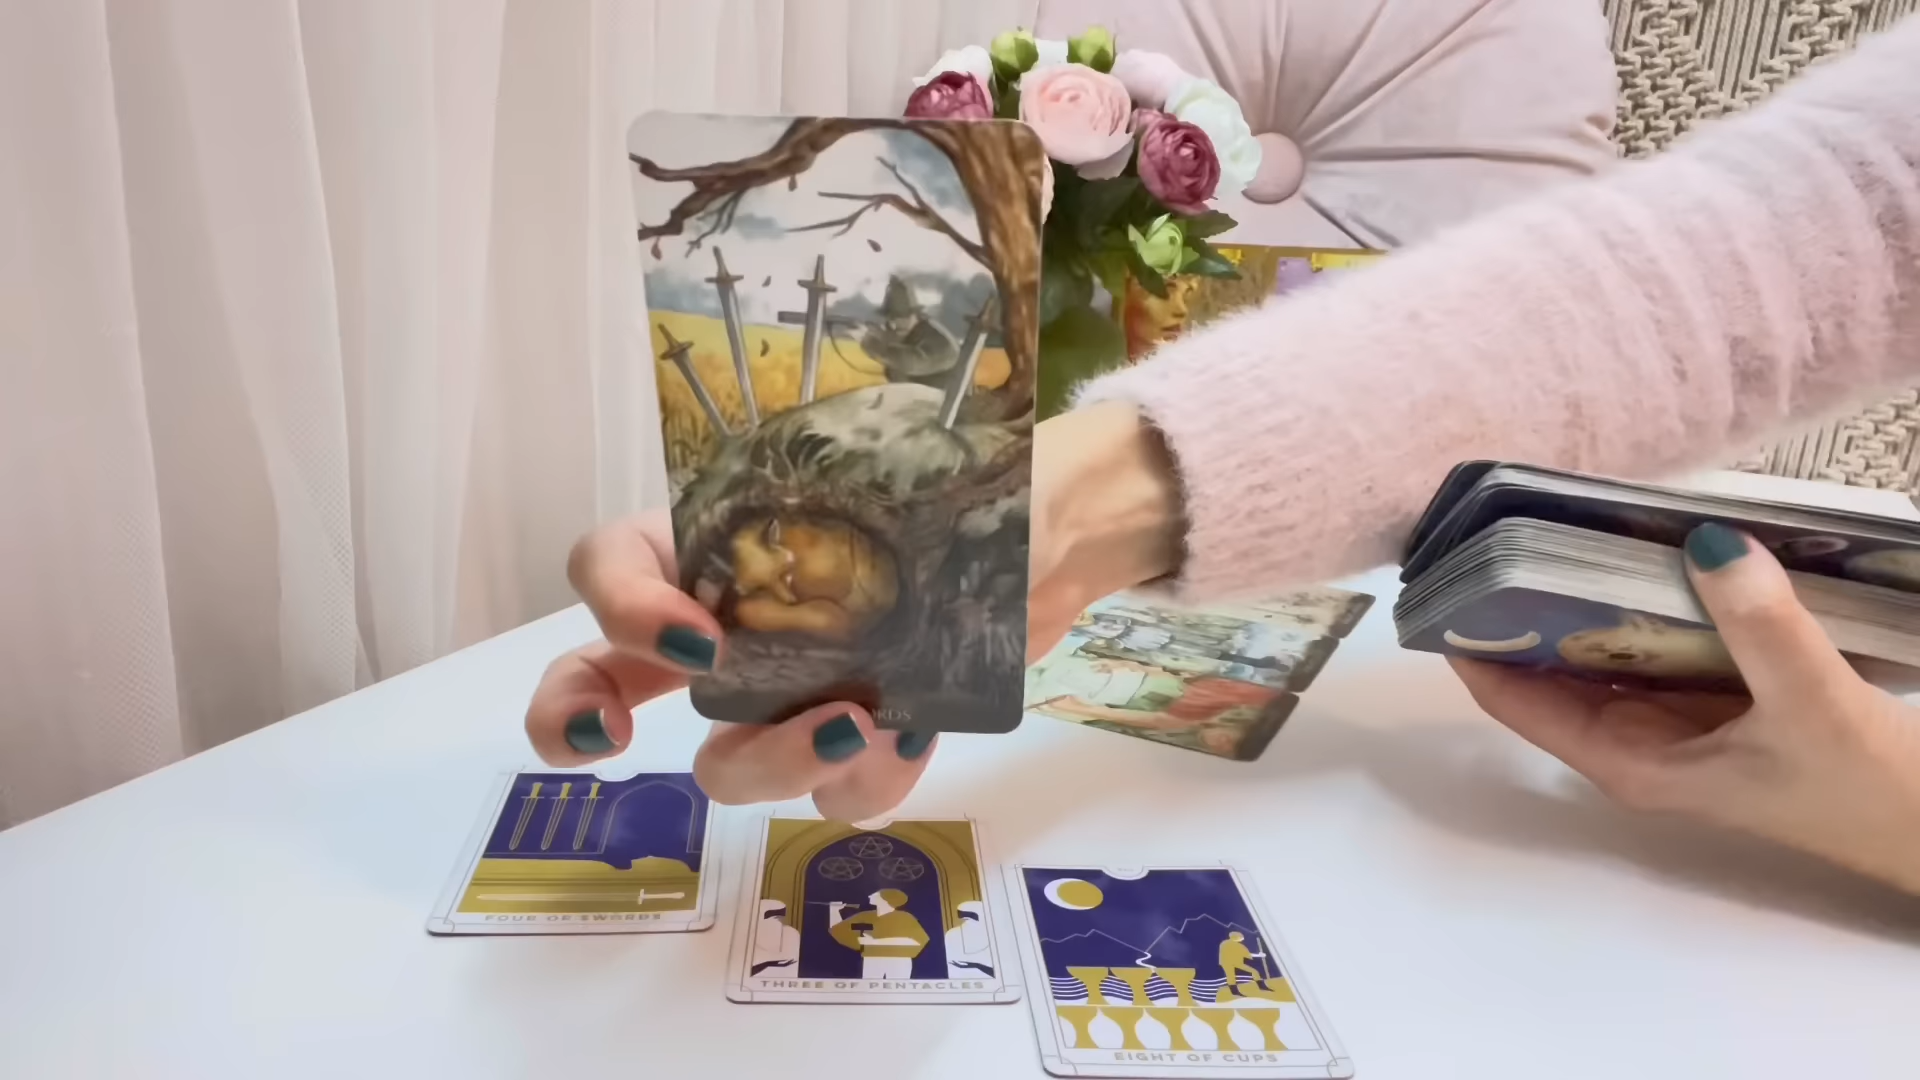 FOUR OF SWORDS
THREE OF PENTACLES
EIGHT OF CUPS